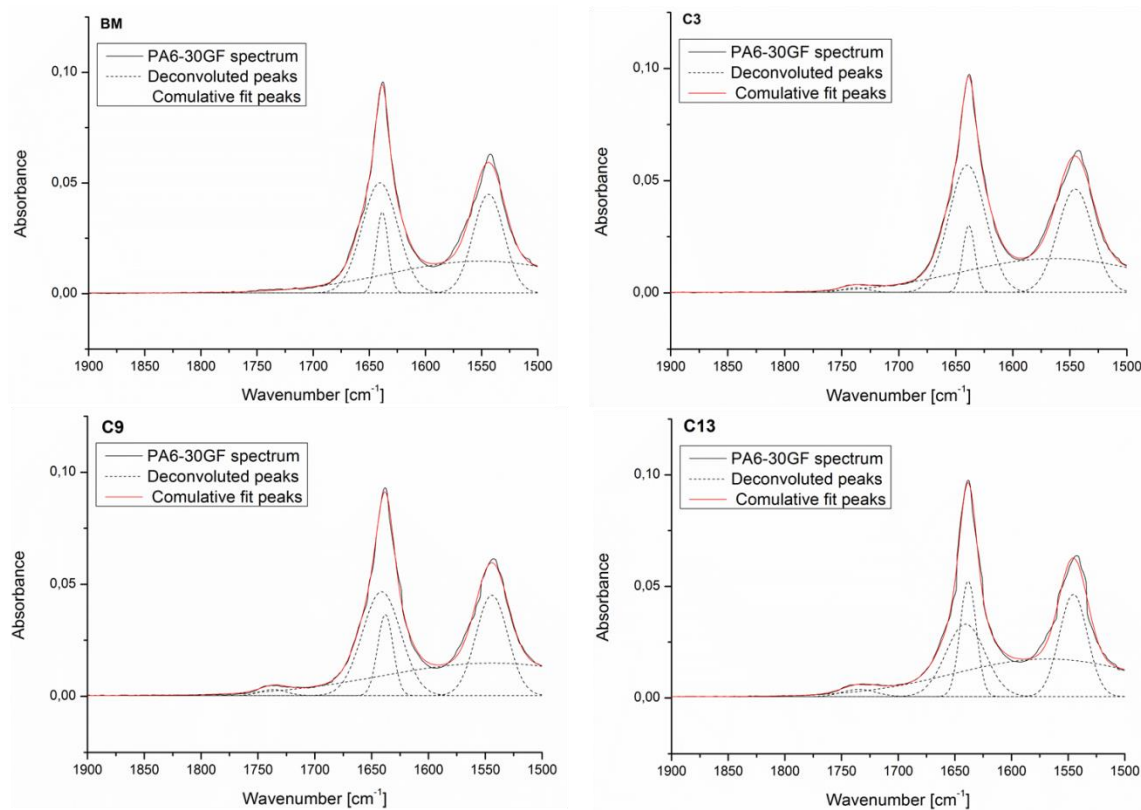 BM
PA6-30GF spectrum
Deconvoluted peaks
Comulative fit peaks
0,10
0,05
0,00
Absorbance
1900 1850 1800 1750 1700 1650 1600 1550 1500
Wavenumber [cm⁻¹]
C3
PA6-30GF spectrum
Deconvoluted peaks
Comulative fit peaks
0,10
0,05
0,00
Absorbance
1900 1850 1800 1750 1700 1650 1600 1550 1500
Wavenumber [cm⁻¹]
C9
PA6-30GF spectrum
Deconvoluted peaks
Comulative fit peaks
0,10
0,05
0,00
Absorbance
1900 1850 1800 1750 1700 1650 1600 1550 1500
Wavenumber [cm⁻¹]
C13
PA6-30GF spectrum
Deconvoluted peaks
Comulative fit peaks
0,10
0,05
0,00
Absorbance
1900 1850 1800 1750 1700 1650 1600 1550 1500
Wavenumber [cm⁻¹]